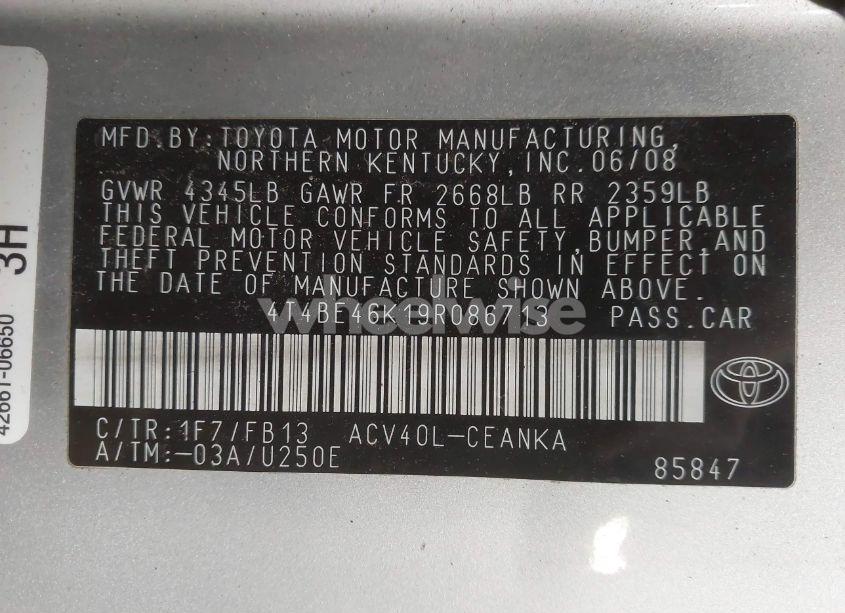 MFD.BY:TOYOTA MOTOR MANUFACTURING,
NORTHERN KENTUCKY,INC.06/08
GVWR 4345LB GAWR FR 2668LB RR 2359LB
THIS VEHICLE CONFORMS TO ALL APPLICABLE
FEDERAL MOTOR VEHICLE SAFETY,BUMPER,AND
THEFT PREVENTION STANDARDS IN EFFECT ON
THE DATE OF MANUFACTURE SHOWN ABOVE.
4T4BE46K19R086713 PASS.CAR
wheelwise
C/TR:1F7/FB13 ACV40L-CEANKA
A/TM:-03A/U250E
85847
3H
42661-06650